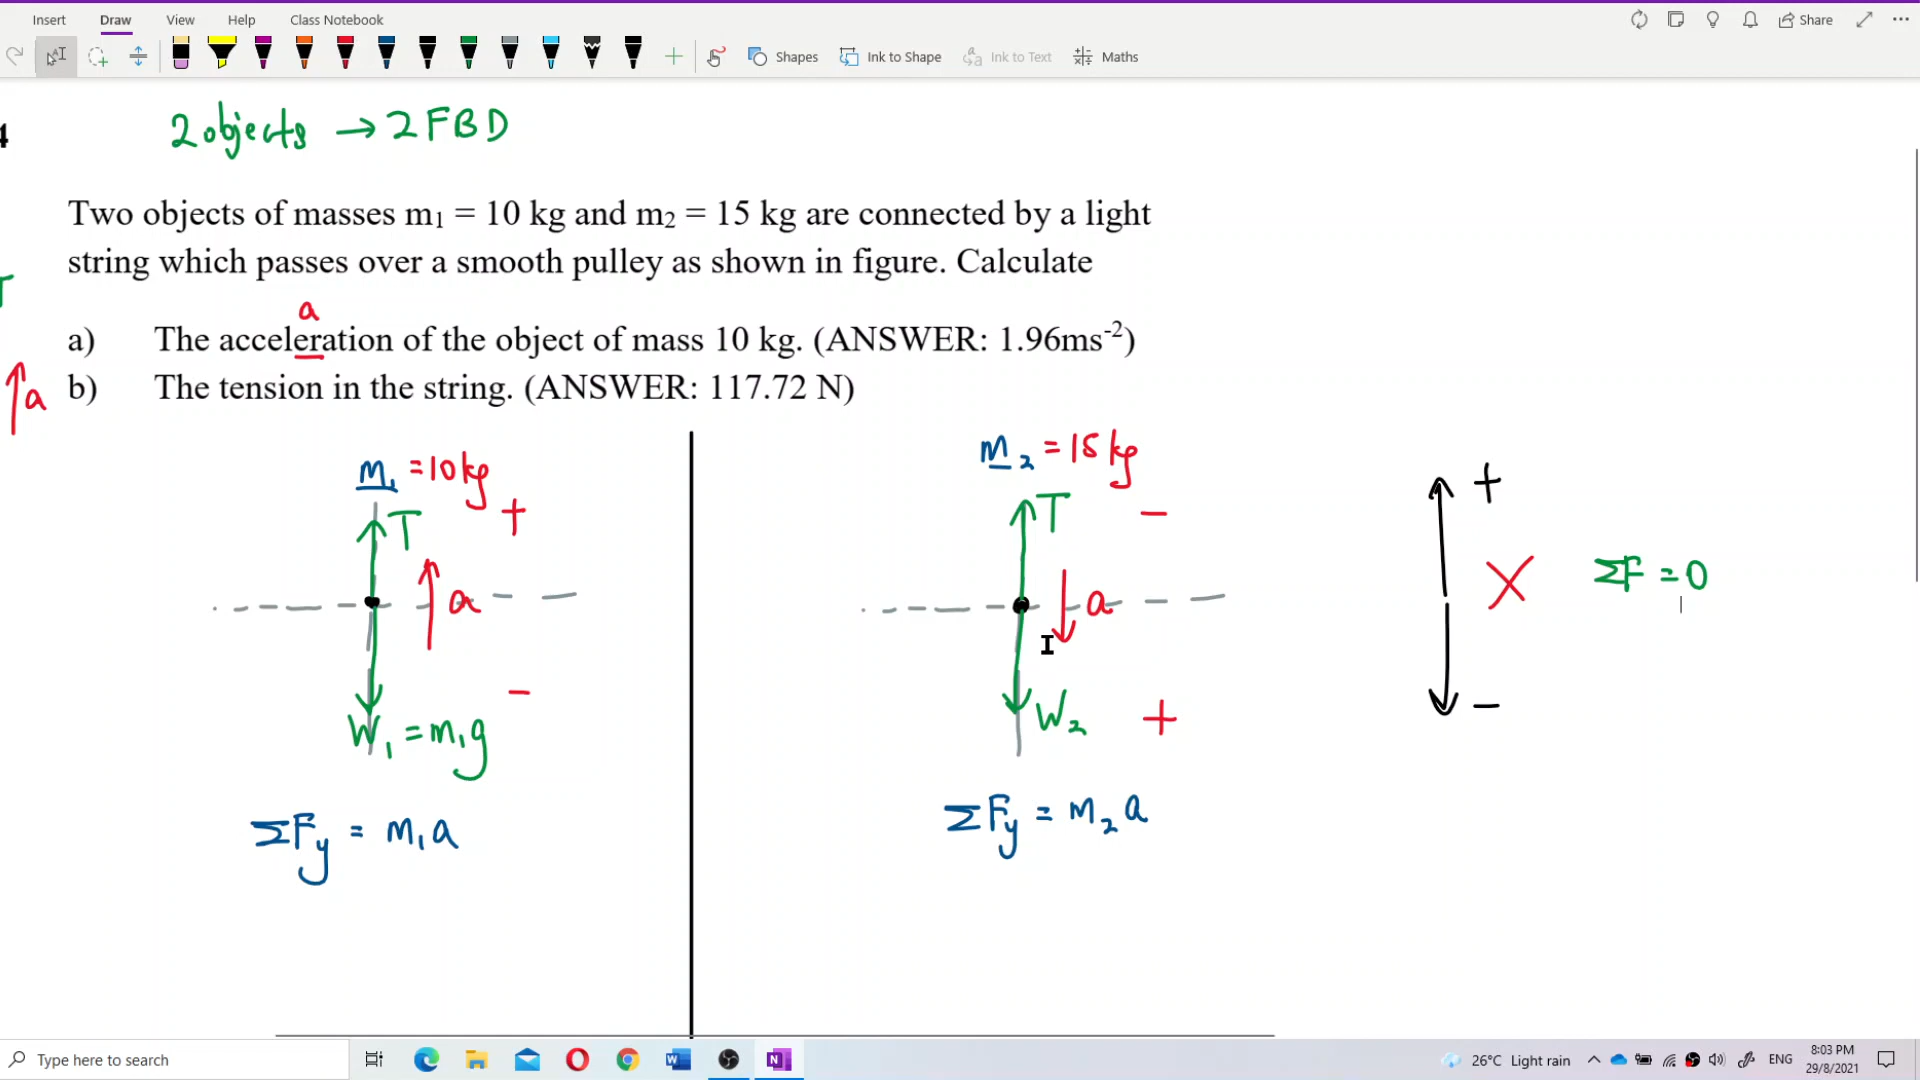 Insert Draw View Help Class Notebook Share
Shapes Ink to Shape Ink to Text Maths
4
2 objects → 2 FBD
Two objects of masses m1 = 10 kg and m2 = 15 kg are connected by a light
string which passes over a smooth pulley as shown in figure. Calculate
T
a
a) The acceleration of the object of mass 10 kg. (ANSWER: 1.96ms-2)
a
b) The tension in the string. (ANSWER: 117.72 N)
m1 = 10 kg
T +
a
-
W1 = m1g
ΣFy = m1a
m2 = 15 kg
T -
a
W2 +
ΣFy = m2a
+
X ΣF = 0
-
Type here to search
26°C Light rain ENG 8:03 PM
29/8/2021